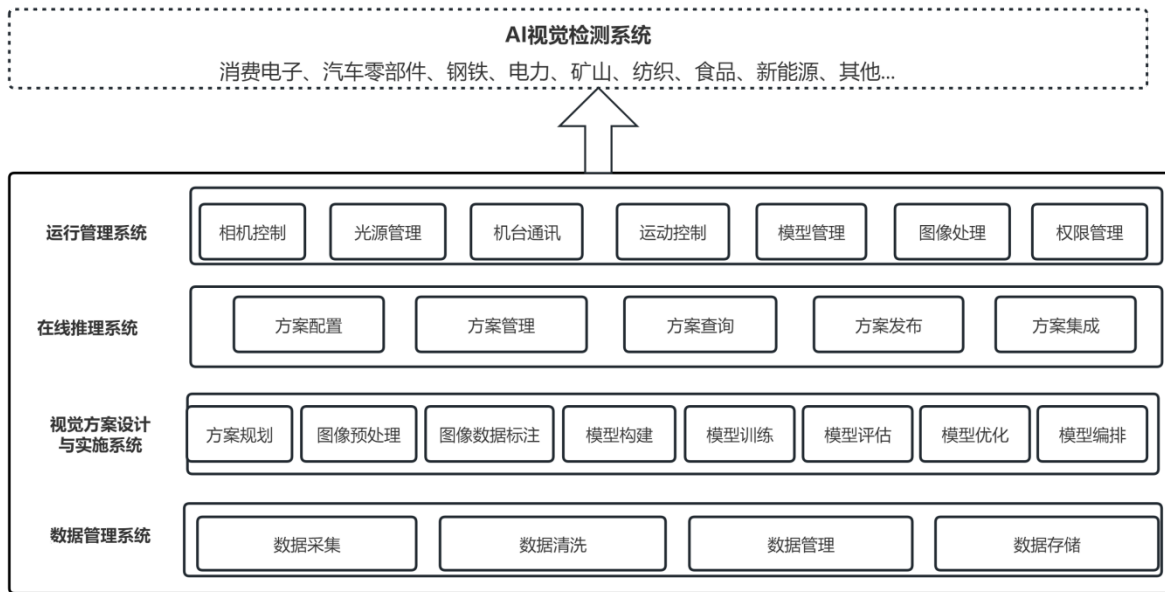 AI视觉检测系统
消费电子、汽车零部件、钢铁、电力、矿山、纺织、食品、新能源、其他...
运行管理系统
相机控制
光源管理
机台通讯
运动控制
模型管理
图像处理
权限管理
在线推理系统
方案配置
方案管理
方案查询
方案发布
方案集成
视觉方案设计
与实施系统
方案规划
图像预处理
图像数据标注
模型构建
模型训练
模型评估
模型优化
模型编排
数据管理系统
数据采集
数据清洗
数据管理
数据存储